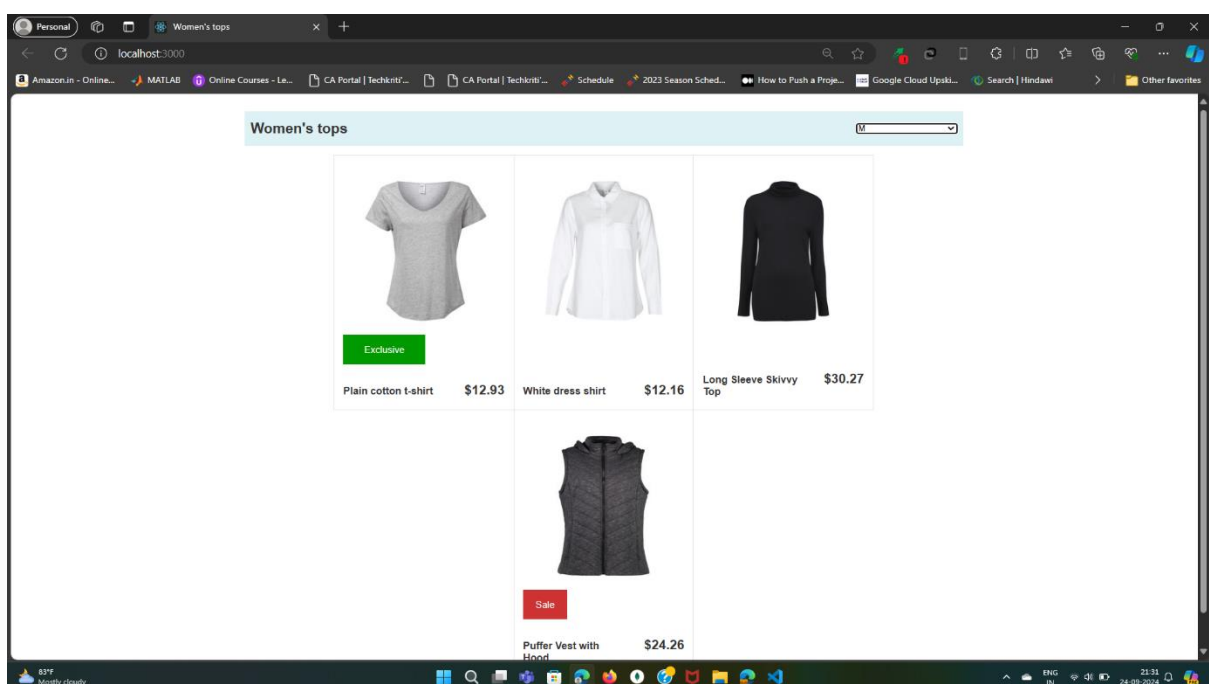 Personal
Women's tops
localhost:3000
Amazon.in - Online...
MATLAB
Online Courses - Le...
CA Portal | Techkriti'...
CA Portal | Techkriti'...
Schedule
2023 Season Sched...
How to Push a Proje...
Google Cloud Upski...
Search | Hindawi
Other favorites
Women's tops
M
Exclusive
Plain cotton t-shirt $12.93
White dress shirt $12.16
Long Sleeve Skivvy $30.27
Top
Sale
Puffer Vest with $24.26
Hood
83°F
Mostly cloudy
ENG
IN
21:31
24-09-2024